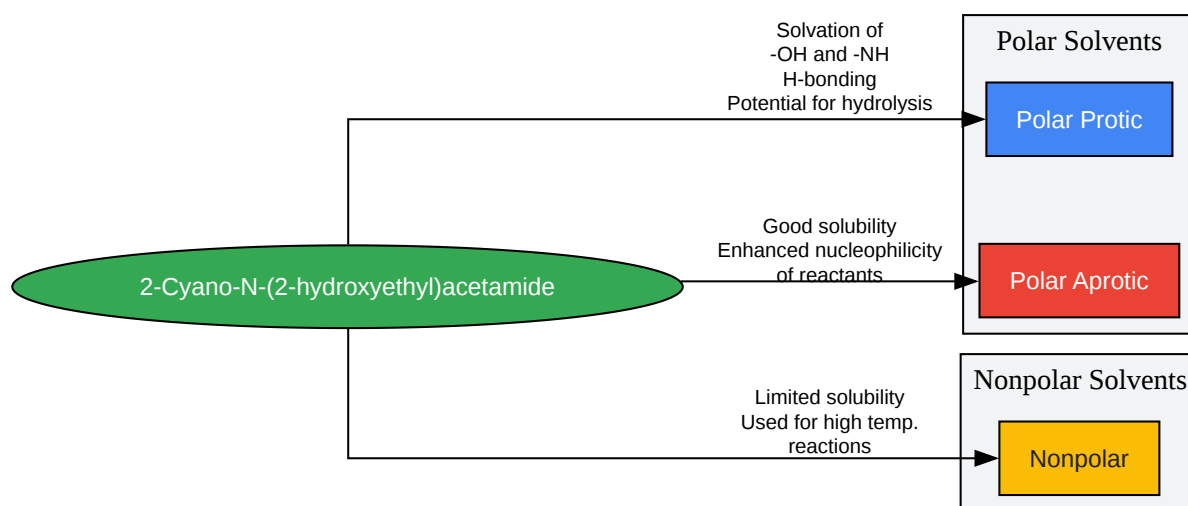 Solvation of
-OH and -NH
H-bonding
Potential for hydrolysis
Polar Solvents
Polar Protic
2-Cyano-N-(2-hydroxyethyl)acetamide
Good solubility
Enhanced nucleophilicity
of reactants
Polar Aprotic
Limited solubility
Used for high temp.
reactions
Nonpolar Solvents
Nonpolar